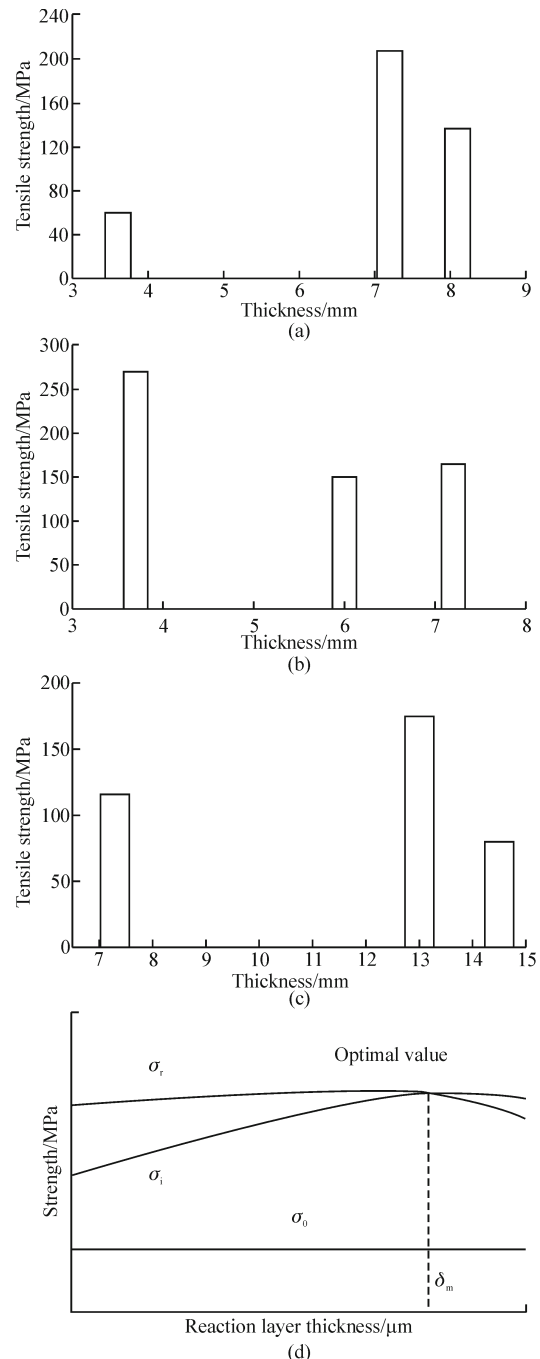 240
200
160
120
80
40
0
Tensile strength/MPa
3 4 5 6 7 8 9
Thickness/mm
(a)
300
250
200
150
100
50
0
Tensile strength/MPa
3 4 5 6 7 8
Thickness/mm
(b)
200
150
100
50
0
Tensile strength/MPa
7 8 9 10 11 12 13 14 15
Thickness/mm
(c)
Strength/MPa
Optimal value
σr
σi
σ0
δm
Reaction layer thickness/μm
(d)